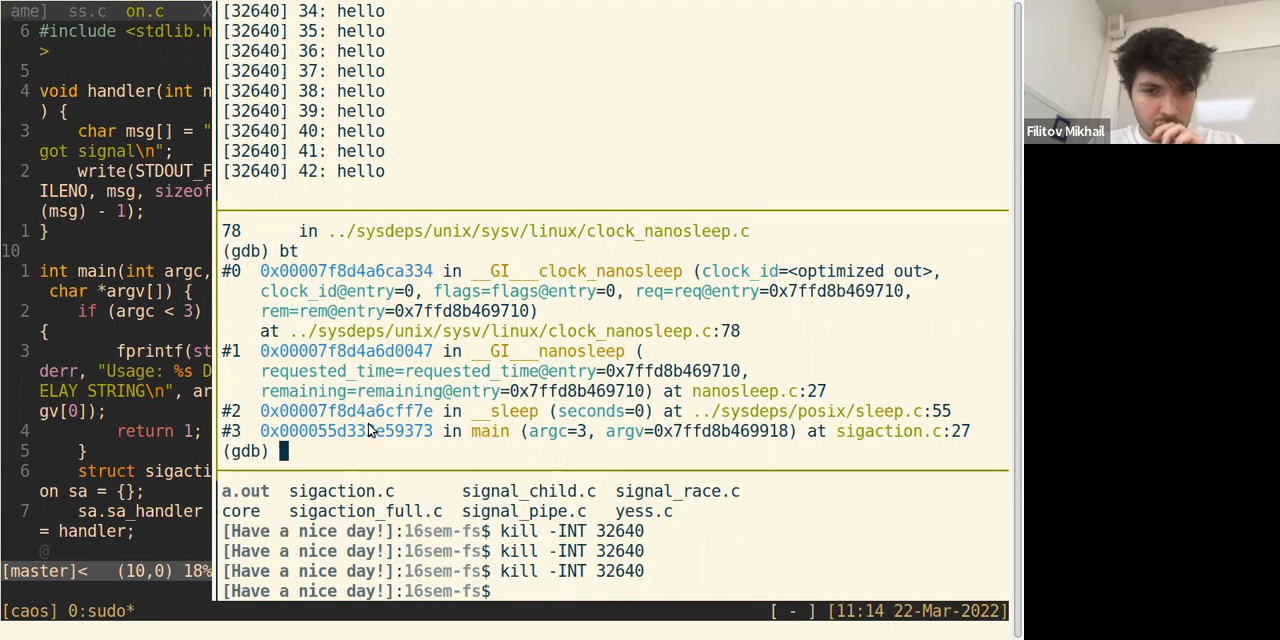 ame]  ss.c  on.c     X
6 #include <stdlib.h
>
5
4 void handler(int n
) {
3     char msg[] = "
got signal\n";
2     write(STDOUT_F
ILENO, msg, sizeof
(msg) - 1);
1 }
10
1 int main(int argc,
char *argv[]) {
2     if (argc < 3)
{
3         fprintf(st
derr, "Usage: %s D
ELAY STRING\n", ar
gv[0]);
4         return 1;
5     }
6     struct sigacti
on sa = {};
7     sa.sa_handler
= handler;
@
[master]<   (10,0) 18%
[32640] 34: hello
[32640] 35: hello
[32640] 36: hello
[32640] 37: hello
[32640] 38: hello
[32640] 39: hello
[32640] 40: hello
[32640] 41: hello
[32640] 42: hello
78      in ../sysdeps/unix/sysv/linux/clock_nanosleep.c
(gdb) bt
#0  0x00007f8d4a6ca334 in __GI___clock_nanosleep (clock_id=<optimized out>,
clock_id@entry=0, flags=flags@entry=0, req=req@entry=0x7ffd8b469710,
rem=rem@entry=0x7ffd8b469710)
at ../sysdeps/unix/sysv/linux/clock_nanosleep.c:78
#1  0x00007f8d4a6d0047 in __GI___nanosleep (
requested_time=requested_time@entry=0x7ffd8b469710,
remaining=remaining@entry=0x7ffd8b469710) at nanosleep.c:27
#2  0x00007f8d4a6cff7e in __sleep (seconds=0) at ../sysdeps/posix/sleep.c:55
#3  in main (argc=3, argv=0x7ffd8b469918) at sigaction.c:27
(gdb)
a.out  sigaction.c       signal_child.c  signal_race.c
core   sigaction_full.c  signal_pipe.c   yess.c
[Have a nice day!]:16sem-fs$ kill -INT 32640
[Have a nice day!]:16sem-fs$ kill -INT 32640
[Have a nice day!]:16sem-fs$ kill -INT 32640
[Have a nice day!]:16sem-fs$
[caos] 0:sudo*     [ - ] [11:14 22-Mar-2022]
Filitov Mikhail